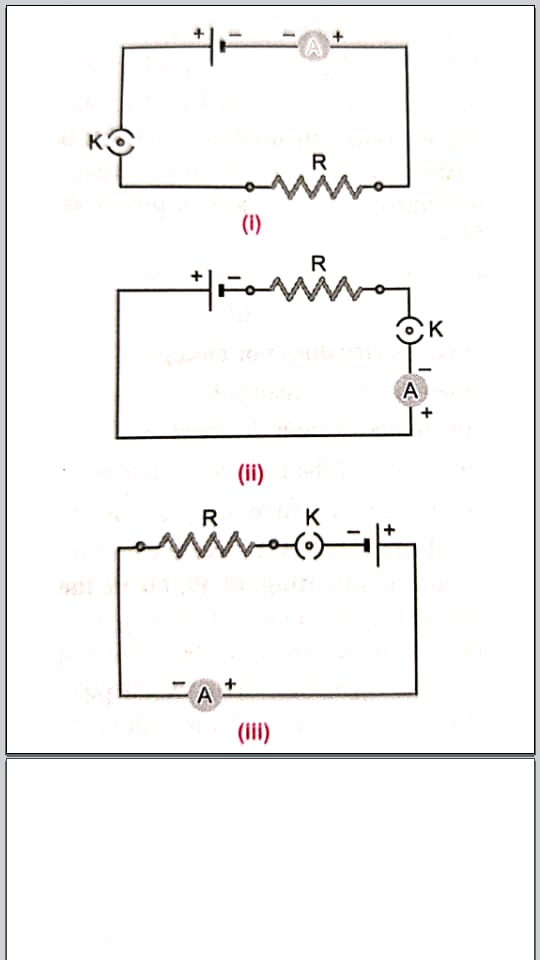 + − − A +
K
R
(i)
+ − R
K
−
A
+
(ii)
R K − +
− A +
(iii)